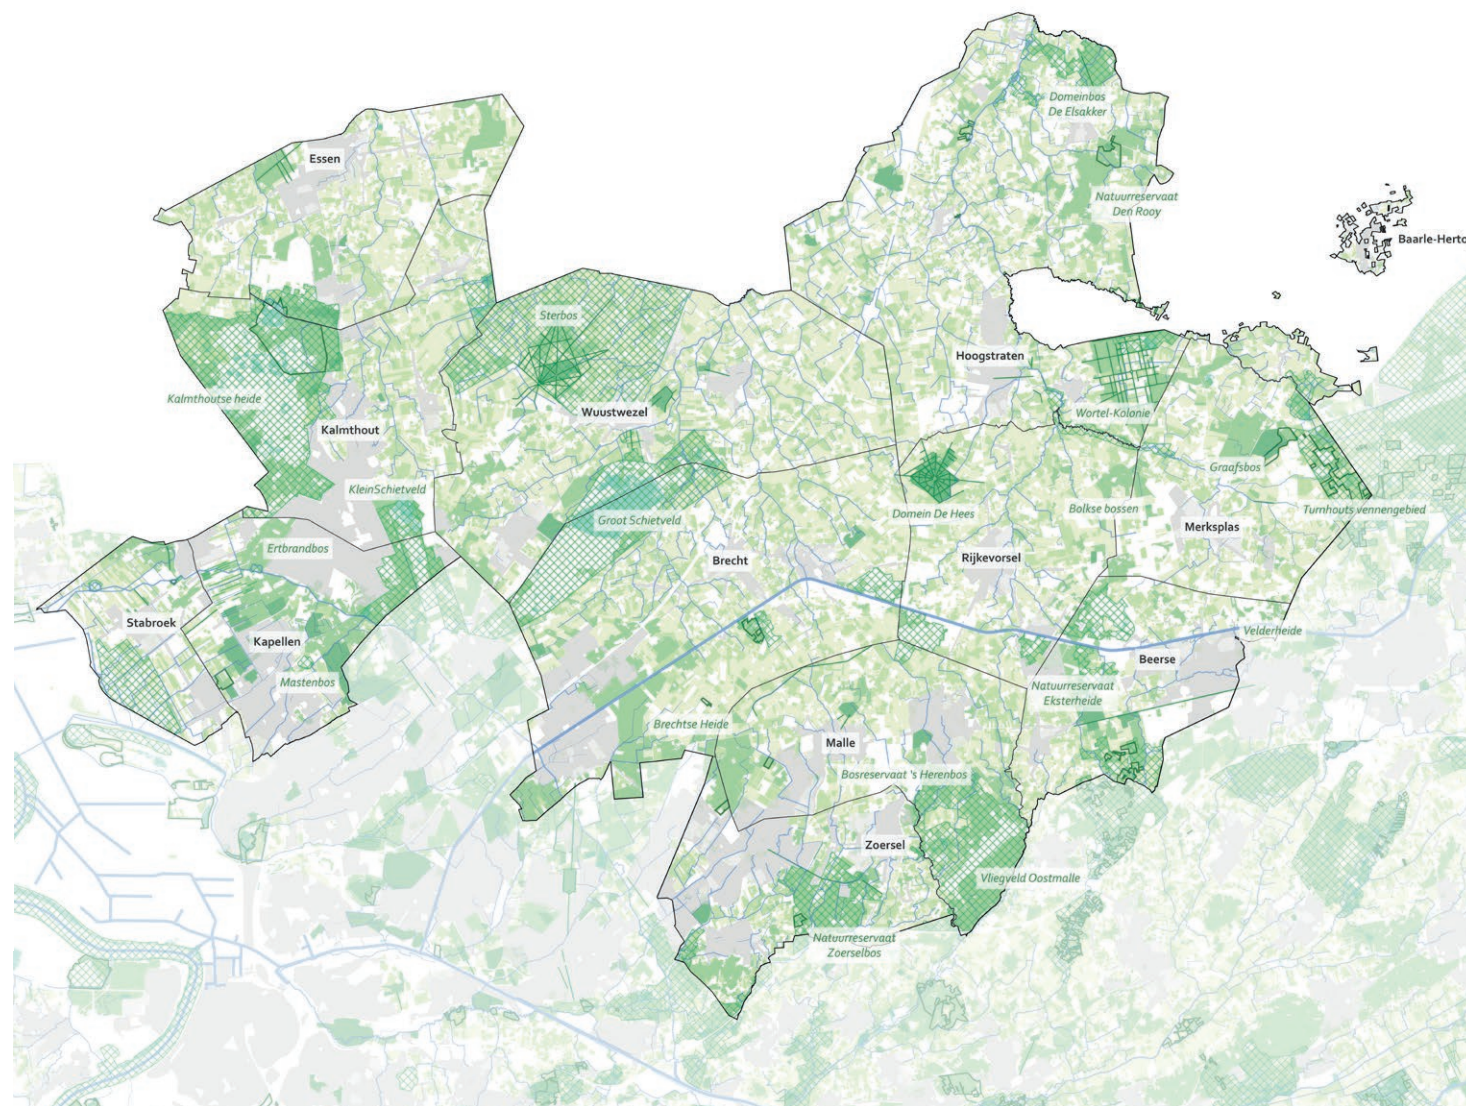 Domeinbos
De Elsakker
Essen
Natuurreservaat
Den Rooy
Baarle-Herto
Sterbos
Hoogstraten
Kalmthoutse heide
Wuustwezel
Wortel-Kolonie
Kalmthout
Graafsbos
KleinSchietveld
Groot Schietveld
Domein De Hees
Bolkse bossen
Turnhouts vennengebied
Merksplas
Ertbrandbos
Brecht
Rijkevorsel
Stabroek
Kapellen
Velderheide
Beerse
Mastenbos
Natuurreservaat
Eksterheide
Brechtse Heide
Malle
Bosreservaat 's Herenbos
Zoersel
Vliegveld Oostmalle
Natuurreservaat
Zoerselbos